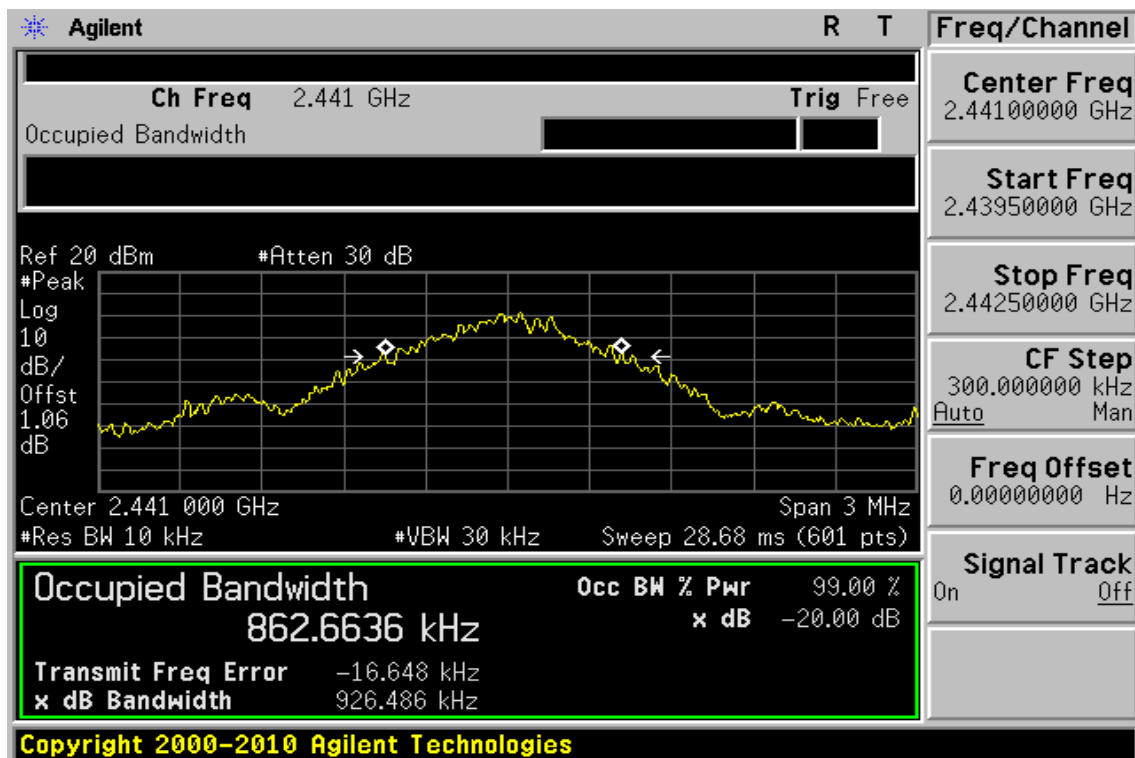 Agilent R T
Ch Freq 2.441 GHz Trig Free
Occupied Bandwidth
Ref 20 dBm #Atten 30 dB
#Peak
Log
10
dB/
Offst
1.06
dB
Center 2.441 000 GHz Span 3 MHz
#Res BW 10 kHz #VBW 30 kHz Sweep 28.68 ms (601 pts)
Occupied Bandwidth
862.6636 kHz
Occ BW % Pwr 99.00 %
x dB -20.00 dB
Transmit Freq Error -16.648 kHz
x dB Bandwidth 926.486 kHz
Copyright 2000-2010 Agilent Technologies
Freq/Channel
Center Freq
2.44100000 GHz
Start Freq
2.43950000 GHz
Stop Freq
2.44250000 GHz
CF Step
300.000000 kHz
Auto Man
Freq Offset
0.00000000 Hz
Signal Track
On Off